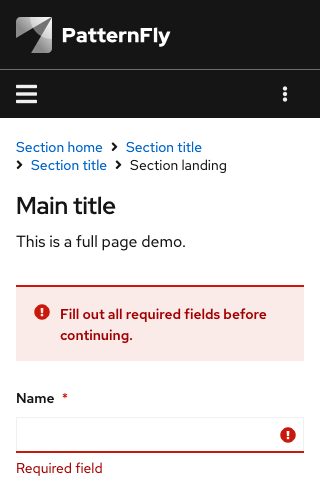 PatternFly
Section home
Section title
Section title
Section landing
Main title
This is a full page demo.
Fill out all required fields before
continuing.
Name *
Required field